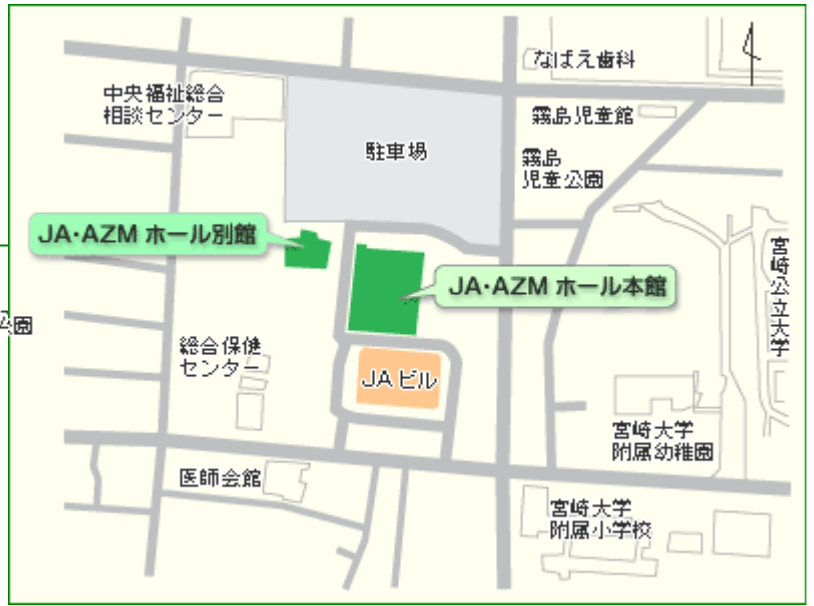 なばえ歯科
中央福祉総合
相談センター
霧島児童館
駐車場
霧島
児童公園
JA・AZM ホール別館
宮崎公立大学
JA・AZM ホール本館
園
総合保健
センター
JA ビル
宮崎大学
附属幼稚園
医師会館
宮崎大学
附属小学校